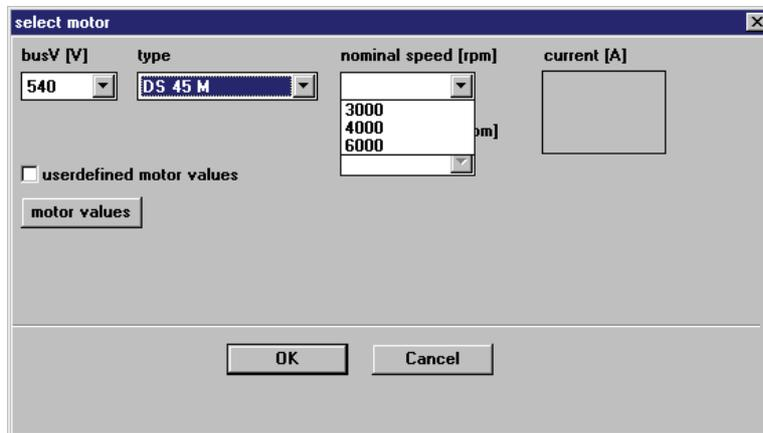 select motor
busV [V] type nominal speed [rpm] current [A]
540 DS 45 M
3000
4000
6000
userdefined motor values
motor values
OK Cancel